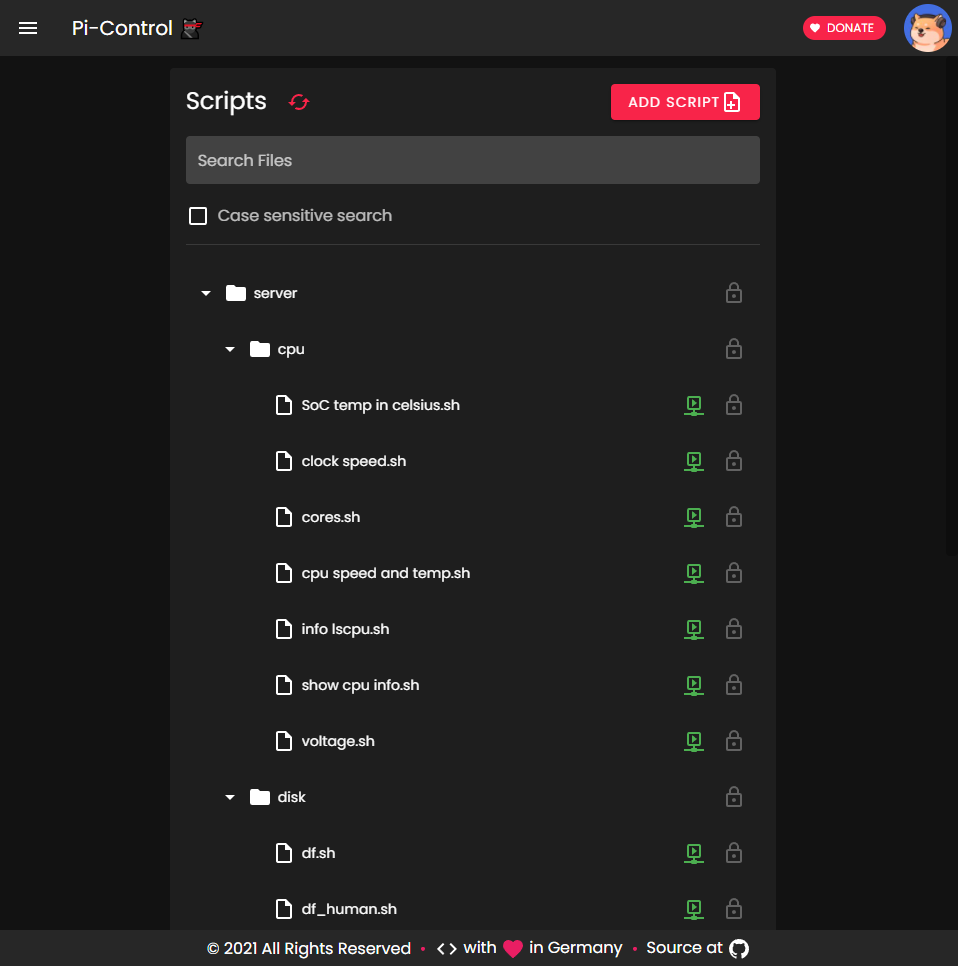 Pi-Control
DONATE
Scripts
ADD SCRIPT
Search Files
Case sensitive search
server
cpu
SoC temp in celsius.sh
clock speed.sh
cores.sh
cpu speed and temp.sh
info lscpu.sh
show cpu info.sh
voltage.sh
disk
df.sh
df_human.sh
© 2021 All Rights Reserved • <> with ❤ in Germany • Source at